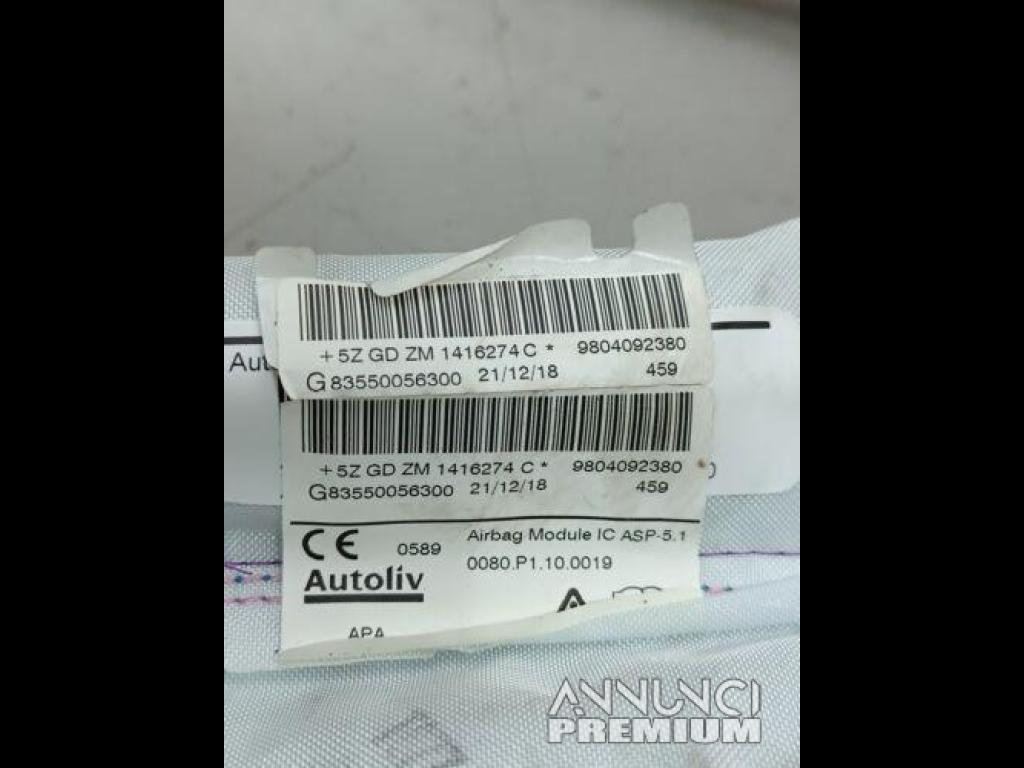 + 5Z GD ZM 1416274 C * 9804092380
G 83550056300 21/12/18 459
+ 5Z GD ZM 1416274 C * 9804092380
G83550056300 21/12/18 459
CE 0589 Airbag Module IC ASP-5.1
0080.P1.10.0019
Autoliv
APA
ANNUNCI
PREMIUM